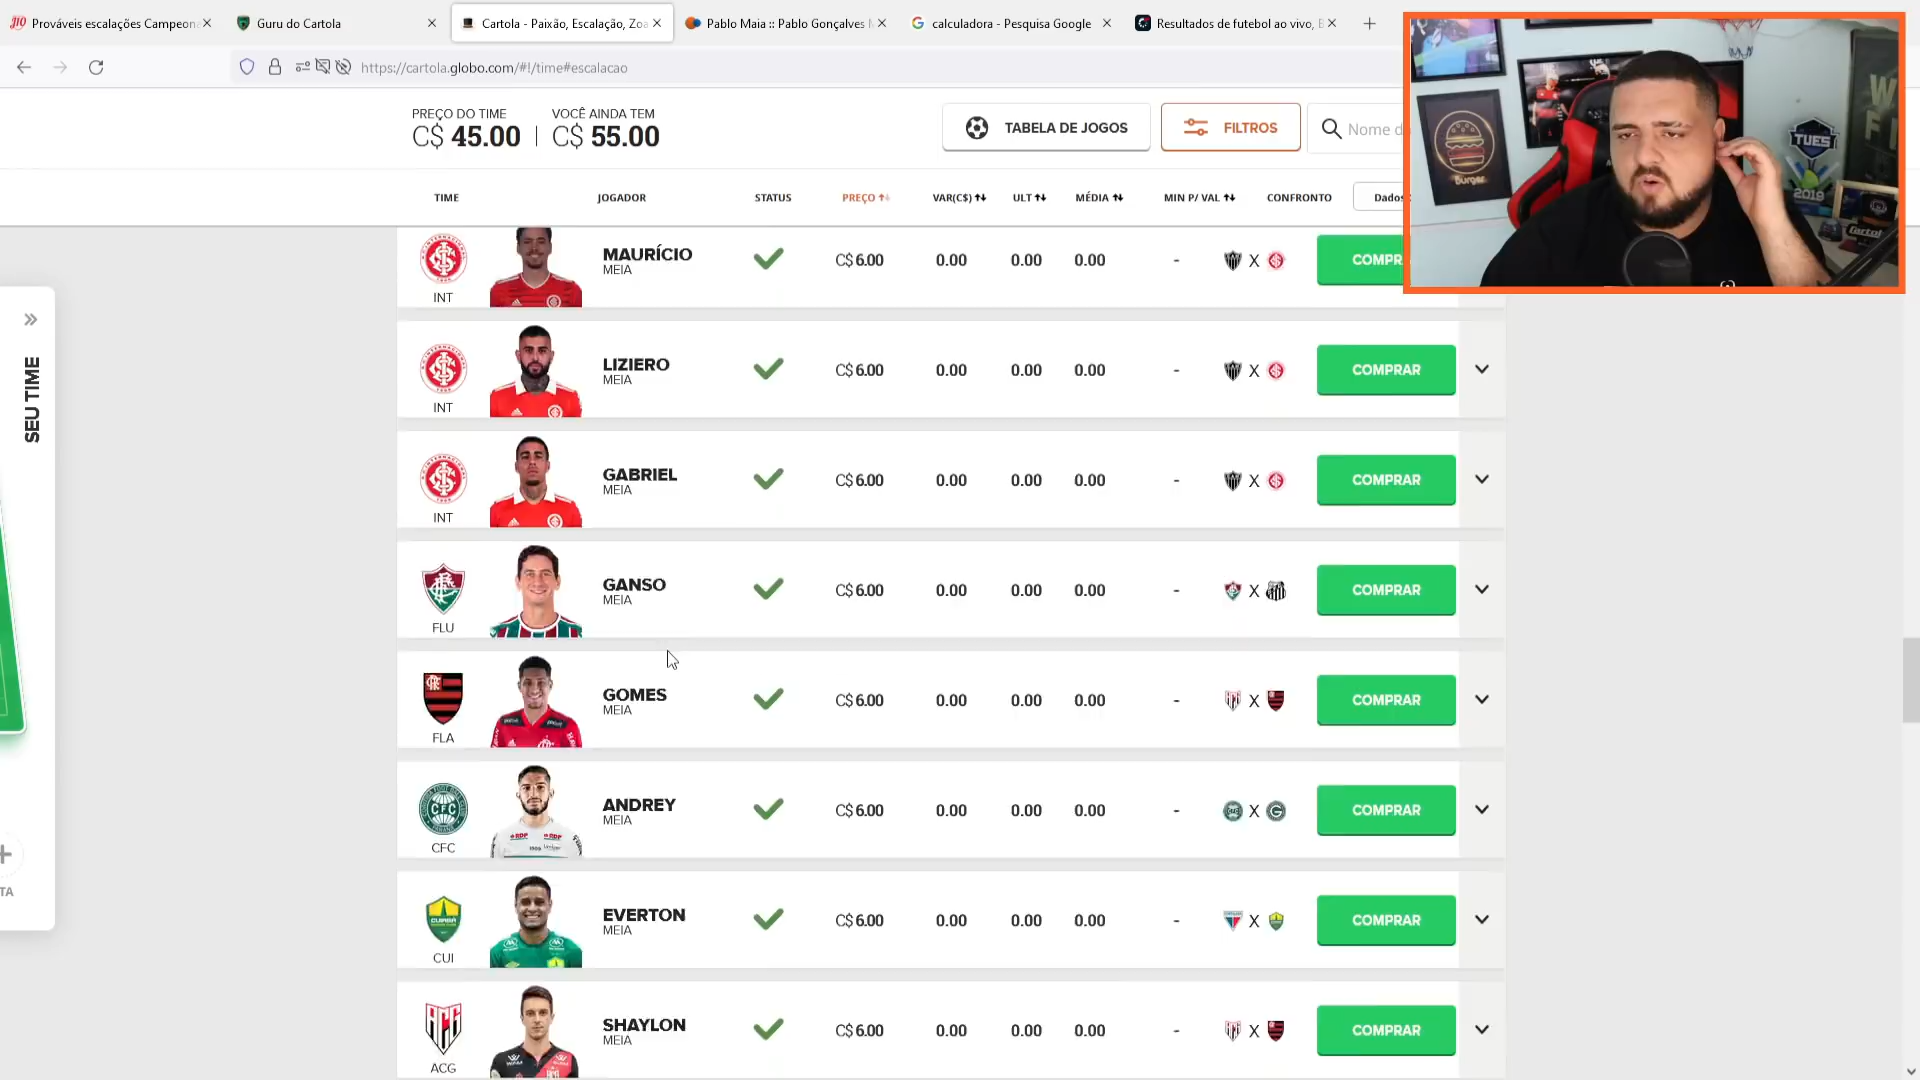 Prováveis escalações Campeon
Guru do Cartola
Cartola - Paixão, Escalação, Zoa
Pablo Maia :: Pablo Gonçalves M
calculadora - Pesquisa Google
Resultados de futebol ao vivo, E
https://cartola.globo.com/#!/time#escalacao
PREÇO DO TIME
C$ 45.00
VOCÊ AINDA TEM
C$ 55.00
TABELA DE JOGOS
FILTROS
Nome d
TIME JOGADOR STATUS PREÇO VAR(C$) ULT MÉDIA MIN P/ VAL CONFRONTO Dados
SEU TIME
TA
INT MAURÍCIO MEIA C$ 6.00 0.00 0.00 0.00 - X COMPR
INT LIZIERO MEIA C$ 6.00 0.00 0.00 0.00 - X COMPRAR
INT GABRIEL MEIA C$ 6.00 0.00 0.00 0.00 - X COMPRAR
FLU GANSO MEIA C$ 6.00 0.00 0.00 0.00 - X COMPRAR
FLA GOMES MEIA C$ 6.00 0.00 0.00 0.00 - X COMPRAR
CFC ANDREY MEIA C$ 6.00 0.00 0.00 0.00 - X COMPRAR
CUI EVERTON MEIA C$ 6.00 0.00 0.00 0.00 - X COMPRAR
ACG SHAYLON MEIA C$ 6.00 0.00 0.00 0.00 - X COMPRAR
Burger
TUES
2019
Cartola